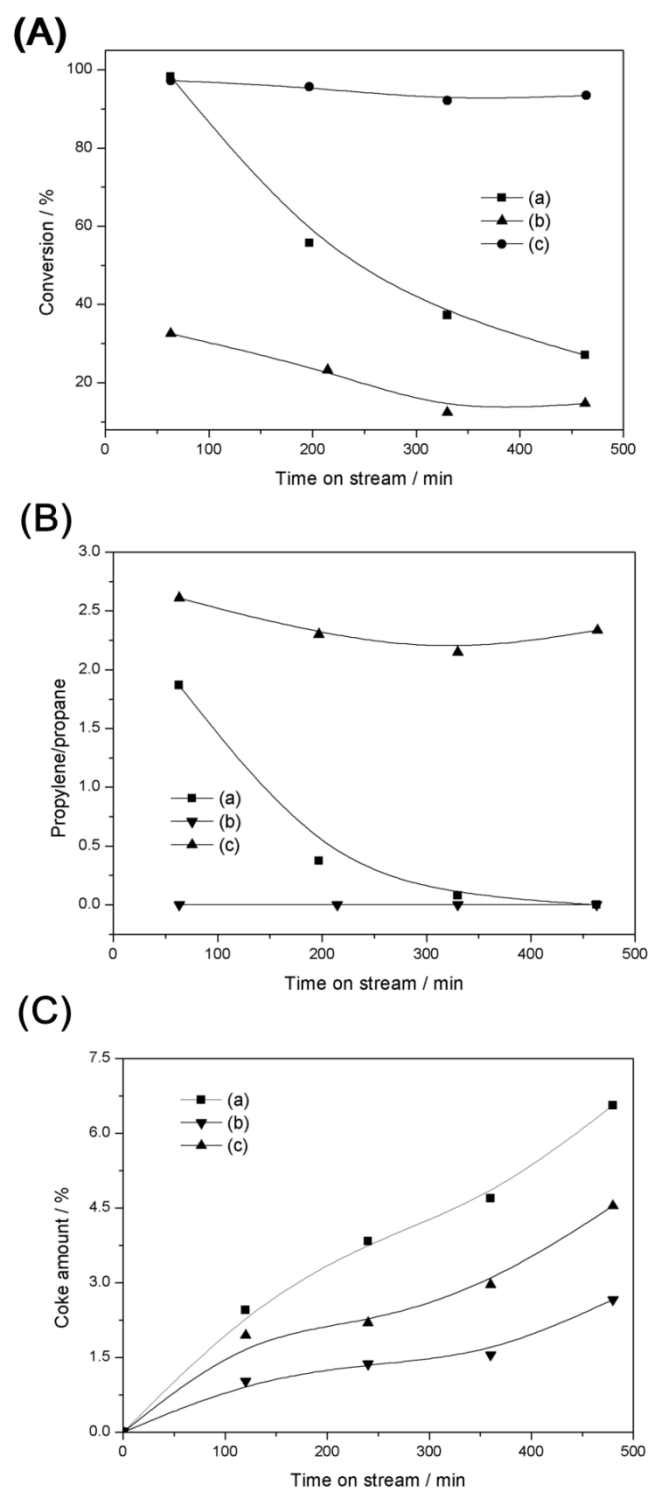 (A)
100
80
60
40
20
Conversion / %
(a)
(b)
(c)
0 100 200 300 400 500
Time on stream / min
(B)
3.0
2.5
2.0
1.5
1.0
0.5
0.0
Propylene/propane
(a)
(b)
(c)
0 100 200 300 400 500
Time on stream / min
(C)
7.5
6.0
4.5
3.0
1.5
0.0
Coke amount / %
(a)
(b)
(c)
0 100 200 300 400 500
Time on stream / min